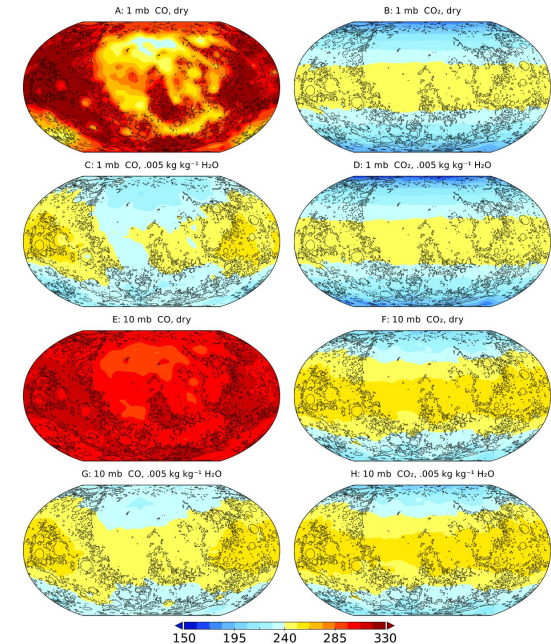 A: 1 mb CO, dry
B: 1 mb CO₂, dry
C: 1 mb CO, .005 kg kg⁻¹ H₂O
D: 1 mb CO₂, .005 kg kg⁻¹ H₂O
E: 10 mb CO, dry
F: 10 mb CO₂, dry
G: 10 mb CO, .005 kg kg⁻¹ H₂O
H: 10 mb CO₂, .005 kg kg⁻¹ H₂O
150 195 240 285 330